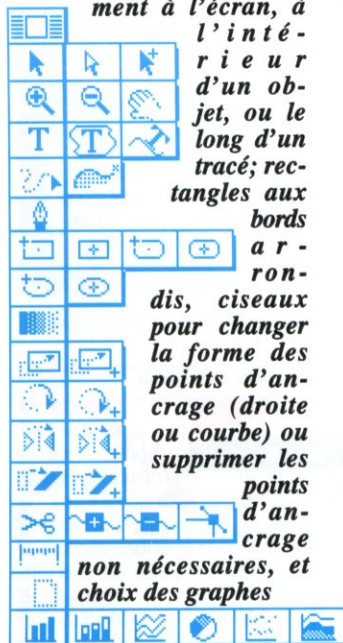 ment à l'écran, à
l'inté-
rieur
d'un ob-
jet, ou le
T T T long d'un
tracé; rec-
tangles aux
bords
ar-
ron-
dis, ciseaux
pour changer
la forme des
points d'an-
crage (droite
ou courbe) ou
supprimer les
points
d'an-
crage
non nécessaires, et
choix des graphes